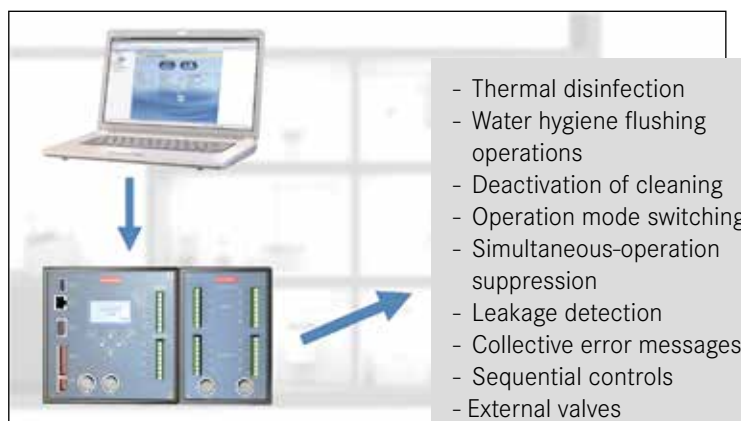 - Thermal disinfection
- Water hygiene flushing
operations
- Deactivation of cleaning
- Operation mode switching
- Simultaneous-operation
suppression
- Leakage detection
- Collective error messages
- Sequential controls
- External valves